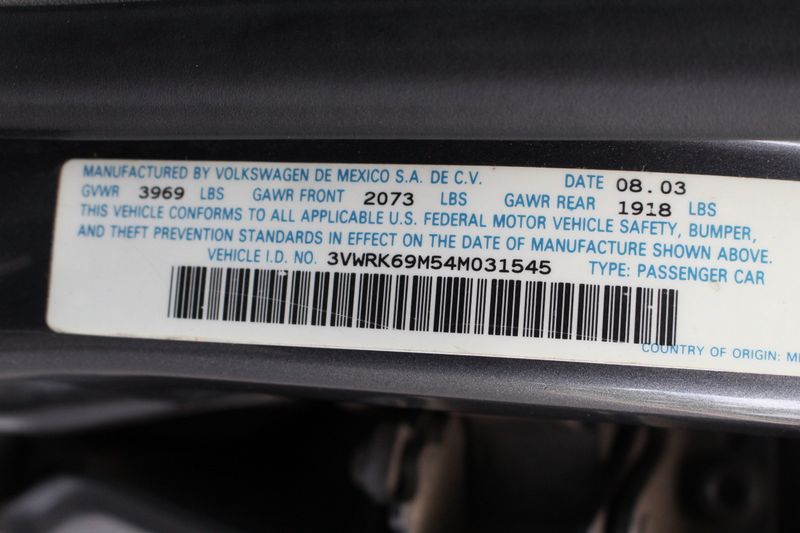 MANUFACTURED BY VOLKSWAGEN DE MEXICO S.A. DE C.V. DATE 08.03
GVWR 3969 LBS GAWR FRONT 2073 LBS GAWR REAR 1918 LBS
THIS VEHICLE CONFORMS TO ALL APPLICABLE U.S. FEDERAL MOTOR VEHICLE SAFETY, BUMPER,
AND THEFT PREVENTION STANDARDS IN EFFECT ON THE DATE OF MANUFACTURE SHOWN ABOVE.
VEHICLE I.D. NO. 3VWRK69M54M031545 TYPE: PASSENGER CAR
COUNTRY OF ORIGIN: